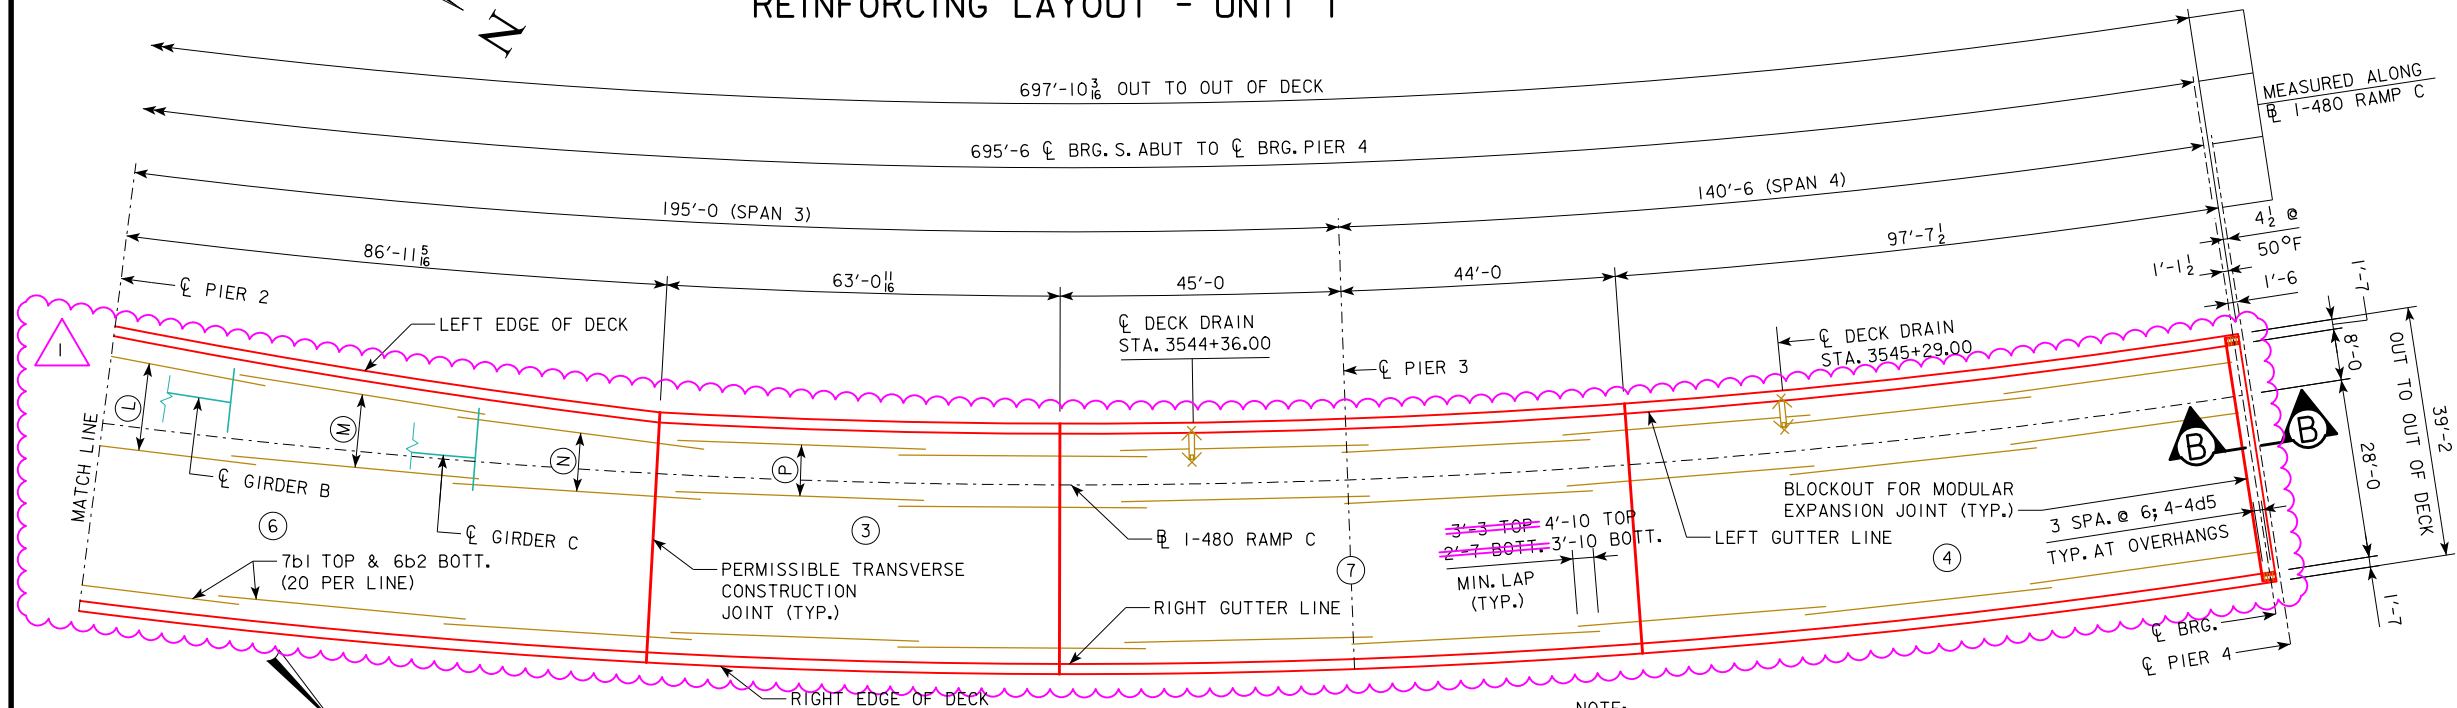 REINFORCING LAYOUT - UNIT 1
N
697'-10 3/16 OUT TO OUT OF DECK
MEASURED ALONG
℄ I-480 RAMP C
695'-6 ℄ BRG. S. ABUT TO ℄ BRG. PIER 4
195'-0 (SPAN 3)
140'-6 (SPAN 4)
86'-11 5/16
63'-0 11/16
45'-0
44'-0
97'-7 1/2
4 1/2 @
50°F
1'-1 1/2
1'-6
1'-7
8'-0
28'-0
1'-7
39'-2
OUT TO OUT OF DECK
℄ PIER 2
LEFT EDGE OF DECK
℄ DECK DRAIN
STA. 3544+36.00
℄ PIER 3
℄ DECK DRAIN
STA. 3545+29.00
1
MATCH LINE
L
M
N
P
℄ GIRDER B
℄ GIRDER C
6
3
7
4
B
B
7b1 TOP & 6b2 BOTT.
(20 PER LINE)
PERMISSIBLE TRANSVERSE
CONSTRUCTION
JOINT (TYP.)
℄ I-480 RAMP C
RIGHT GUTTER LINE
3'-3 TOP 4'-10 TOP
2'-7 BOTT. 3'-10 BOTT.
MIN. LAP
(TYP.)
LEFT GUTTER LINE
BLOCKOUT FOR MODULAR
EXPANSION JOINT (TYP.)
3 SPA. @ 6; 4-4d5
TYP. AT OVERHANGS
℄ BRG.
℄ PIER 4
RIGHT EDGE OF DECK
NOTE: